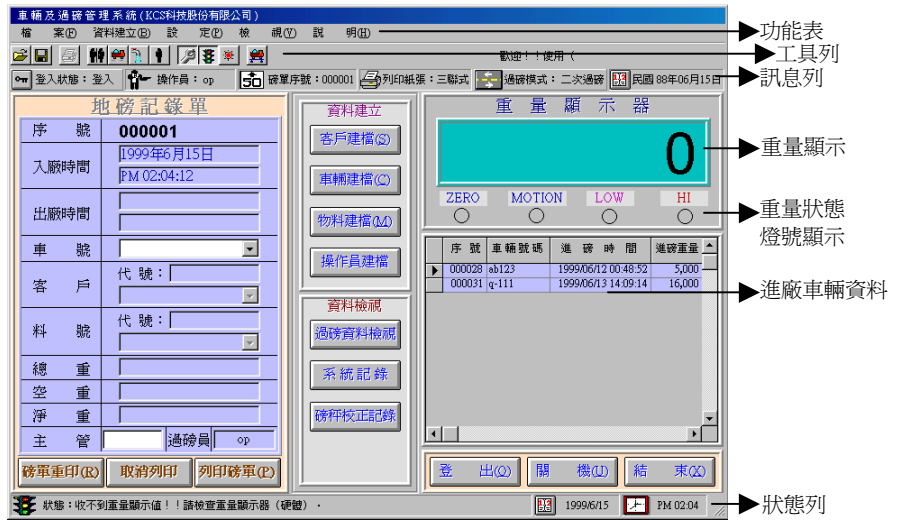 車輛及過磅管理系統(KCS科技股份有限公司)
檔 案(F) 資料建立(B) 設 定(P) 檢 視(V) 說 明(H)
功能表
歡迎!!使用~(
工具列
登入狀態:登入 操作員:op 磅單序號:000001 列印紙張:三聯式 過磅模式:二次過磅 民國 88年06月15日
訊息列
地磅記錄單
序 號 000001
入廠時間 1999年6月15日
PM 02:04:12
出廠時間
車 號
客 戶 代 號:
料 號 代 號:
總 重
空 重
淨 重
主 管 過磅員 op
磅單重印(R) 取消列印 列印磅單(P)
資料建立
客戶建檔(S)
車輛建檔(C)
物料建檔(M)
操作員建檔
資料檢視
過磅資料檢視
系統記錄
磅秤校正記錄
重 量 顯 示 器
0
重量顯示
ZERO MOTION LOW HI
重量狀態
燈號顯示
序 號 車輛號碼 進 磅 時 間 進磅重量
000028 ab123 1999/06/12 00:48:52 5,000
000031 q-111 1999/06/13 14:09:14 16,000
進廠車輛資料
登 出(O) 關 機(U) 結 束(X)
狀態:收不到重量顯示值!!請檢查重量顯示器(硬體). 1999/6/15 PM 02:04
狀態列